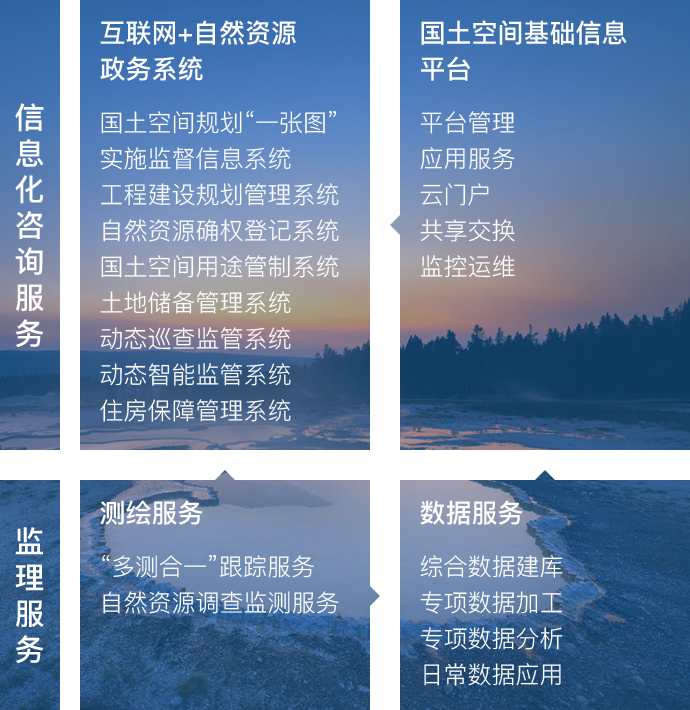 信息化咨询服务
互联网+自然资源
政务系统
国土空间规划“一张图”
实施监督信息系统
工程建设规划管理系统
自然资源确权登记系统
国土空间用途管制系统
土地储备管理系统
动态巡查监管系统
动态智能监管系统
住房保障管理系统
国土空间基础信息
平台
平台管理
应用服务
云门户
共享交换
监控运维
监理服务
测绘服务
“多测合一”跟踪服务
自然资源调查监测服务
数据服务
综合数据建库
专项数据加工
专项数据分析
日常数据应用